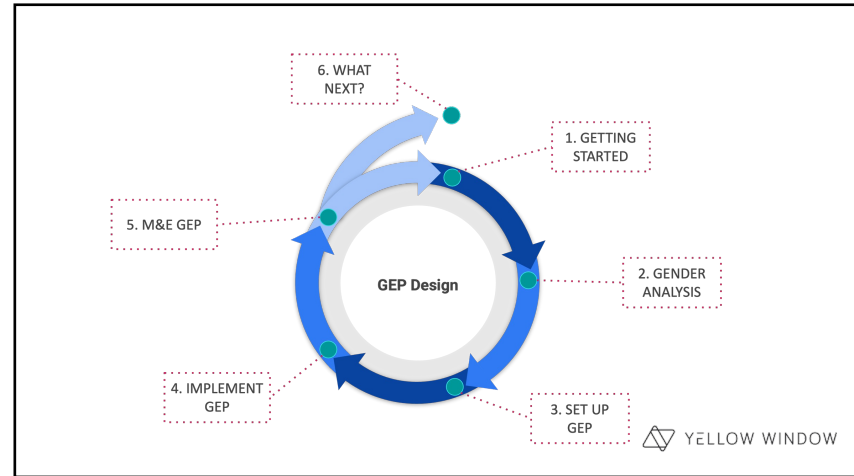 6. WHAT
NEXT?
1. GETTING
STARTED
5. M&E GEP
GEP Design
2. GENDER
ANALYSIS
4. IMPLEMENT
GEP
3. SET UP
GEP
YELLOW WINDOW